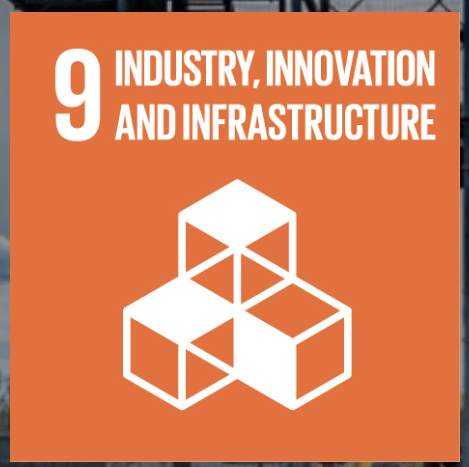 9 INDUSTRY, INNOVATION
AND INFRASTRUCTURE